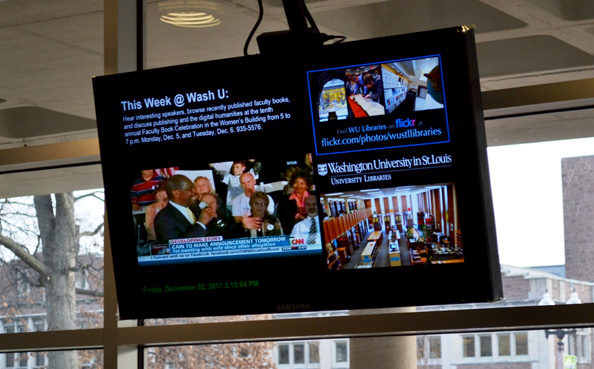 This Week @ Wash U:
Hear interesting speakers, browse recently published faculty books,
and discuss publishing and the digital humanities at the tenth
annual Faculty Book Celebration in the Women's Building from 5 to
7 p.m. Monday, Dec. 5, and Tuesday, Dec. 6. 935-5576.
flickr
Find WU Libraries on flickr
flickr.com/photos/wustllibraries
Washington University in St. Louis
UNIVERSITY LIBRARIES
DEVELOPING STORY
CAIN TO MAKE ANNOUNCEMENT TOMORROW
CNN
Friday, December 02, 2011 3:13:54 PM
SAMSUNG